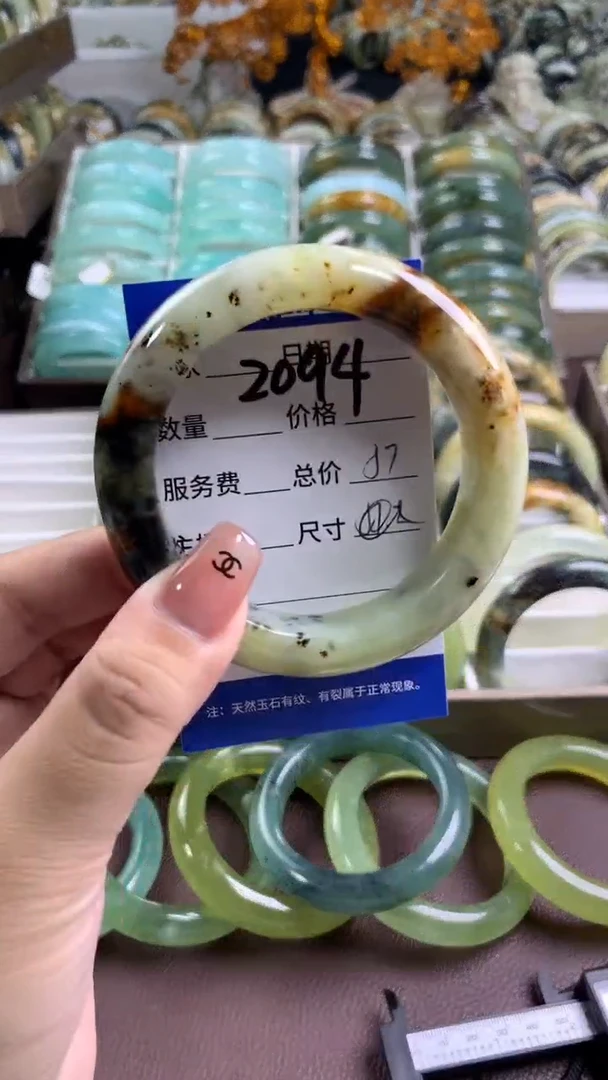 日期
2094
数量 价格
服务费 总价 87
尺寸
注：天然玉石有纹、有裂属于正常现象。